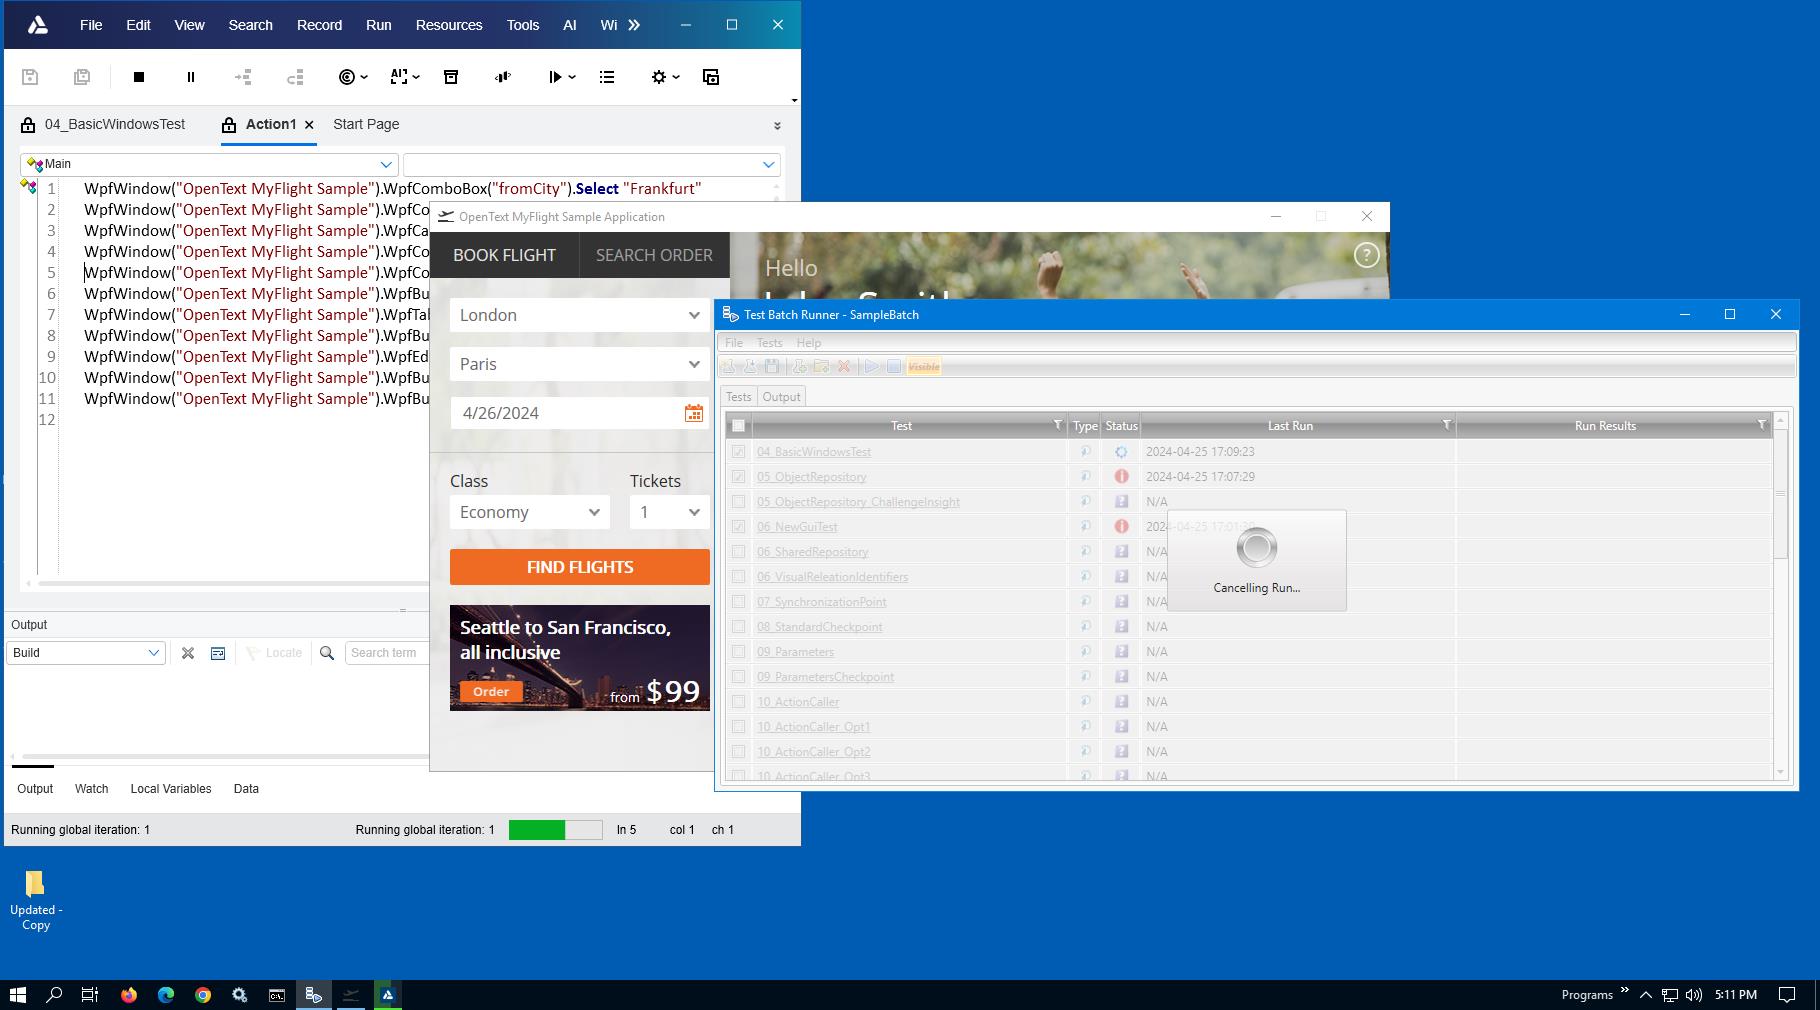 File Edit View Search Record Run Resources Tools AI Wi
04_BasicWindowsTest Action1 Start Page
Main
1 WpfWindow("OpenText MyFlight Sample").WpfComboBox("fromCity").Select "Frankfurt"
2 WpfWindow("OpenText MyFlight Sample").WpfCo
3 WpfWindow("OpenText MyFlight Sample").WpfCa
4 WpfWindow("OpenText MyFlight Sample").WpfCo
5 WpfWindow("OpenText MyFlight Sample").WpfCo
6 WpfWindow("OpenText MyFlight Sample").WpfBu
7 WpfWindow("OpenText MyFlight Sample").WpfTab
8 WpfWindow("OpenText MyFlight Sample").WpfBu
9 WpfWindow("OpenText MyFlight Sample").WpfEd
10 WpfWindow("OpenText MyFlight Sample").WpfBu
11 WpfWindow("OpenText MyFlight Sample").WpfBu
12
Output
Build Locate Search term
Output Watch Local Variables Data
Running global iteration: 1 Running global iteration: 1 ln 5 col 1 ch 1
OpenText MyFlight Sample Application
BOOK FLIGHT SEARCH ORDER
Hello
London
Paris
4/26/2024
Class Tickets
Economy 1
FIND FLIGHTS
Seattle to San Francisco,
all inclusive
Order from $99
Test Batch Runner - SampleBatch
File Tests Help
Visible
Tests Output
Test Type Status Last Run Run Results
04_BasicWindowsTest 2024-04-25 17:09:23
05_ObjectRepository 2024-04-25 17:07:29
05_ObjectRepository_ChallengeInsight N/A
06_NewGuiTest
06_SharedRepository N/A
06_VisualReleationIdentifiers N/A
07_SynchronizationPoint N/A
08_StandardCheckpoint N/A
09_Parameters N/A
09_ParametersCheckpoint N/A
10_ActionCaller N/A
10_ActionCaller_Opt1 N/A
10_ActionCaller_Opt2 N/A
10_ActionCaller_Opt3 N/A
Cancelling Run...
Updated -
Copy
Programs 5:11 PM